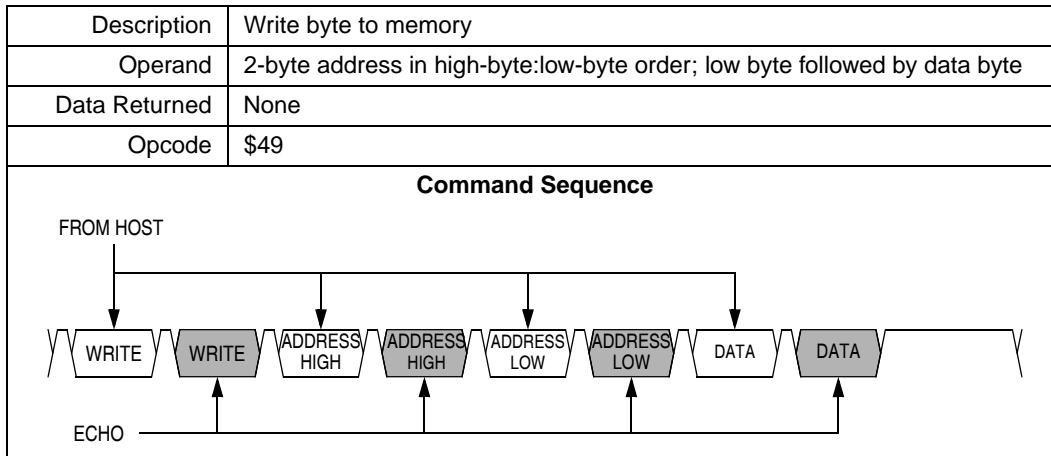 Description Write byte to memory
Operand 2-byte address in high-byte:low-byte order; low byte followed by data byte
Data Returned None
Opcode $49
Command Sequence
FROM HOST
WRITE WRITE ADDRESS HIGH ADDRESS HIGH ADDRESS LOW ADDRESS LOW DATA DATA
ECHO